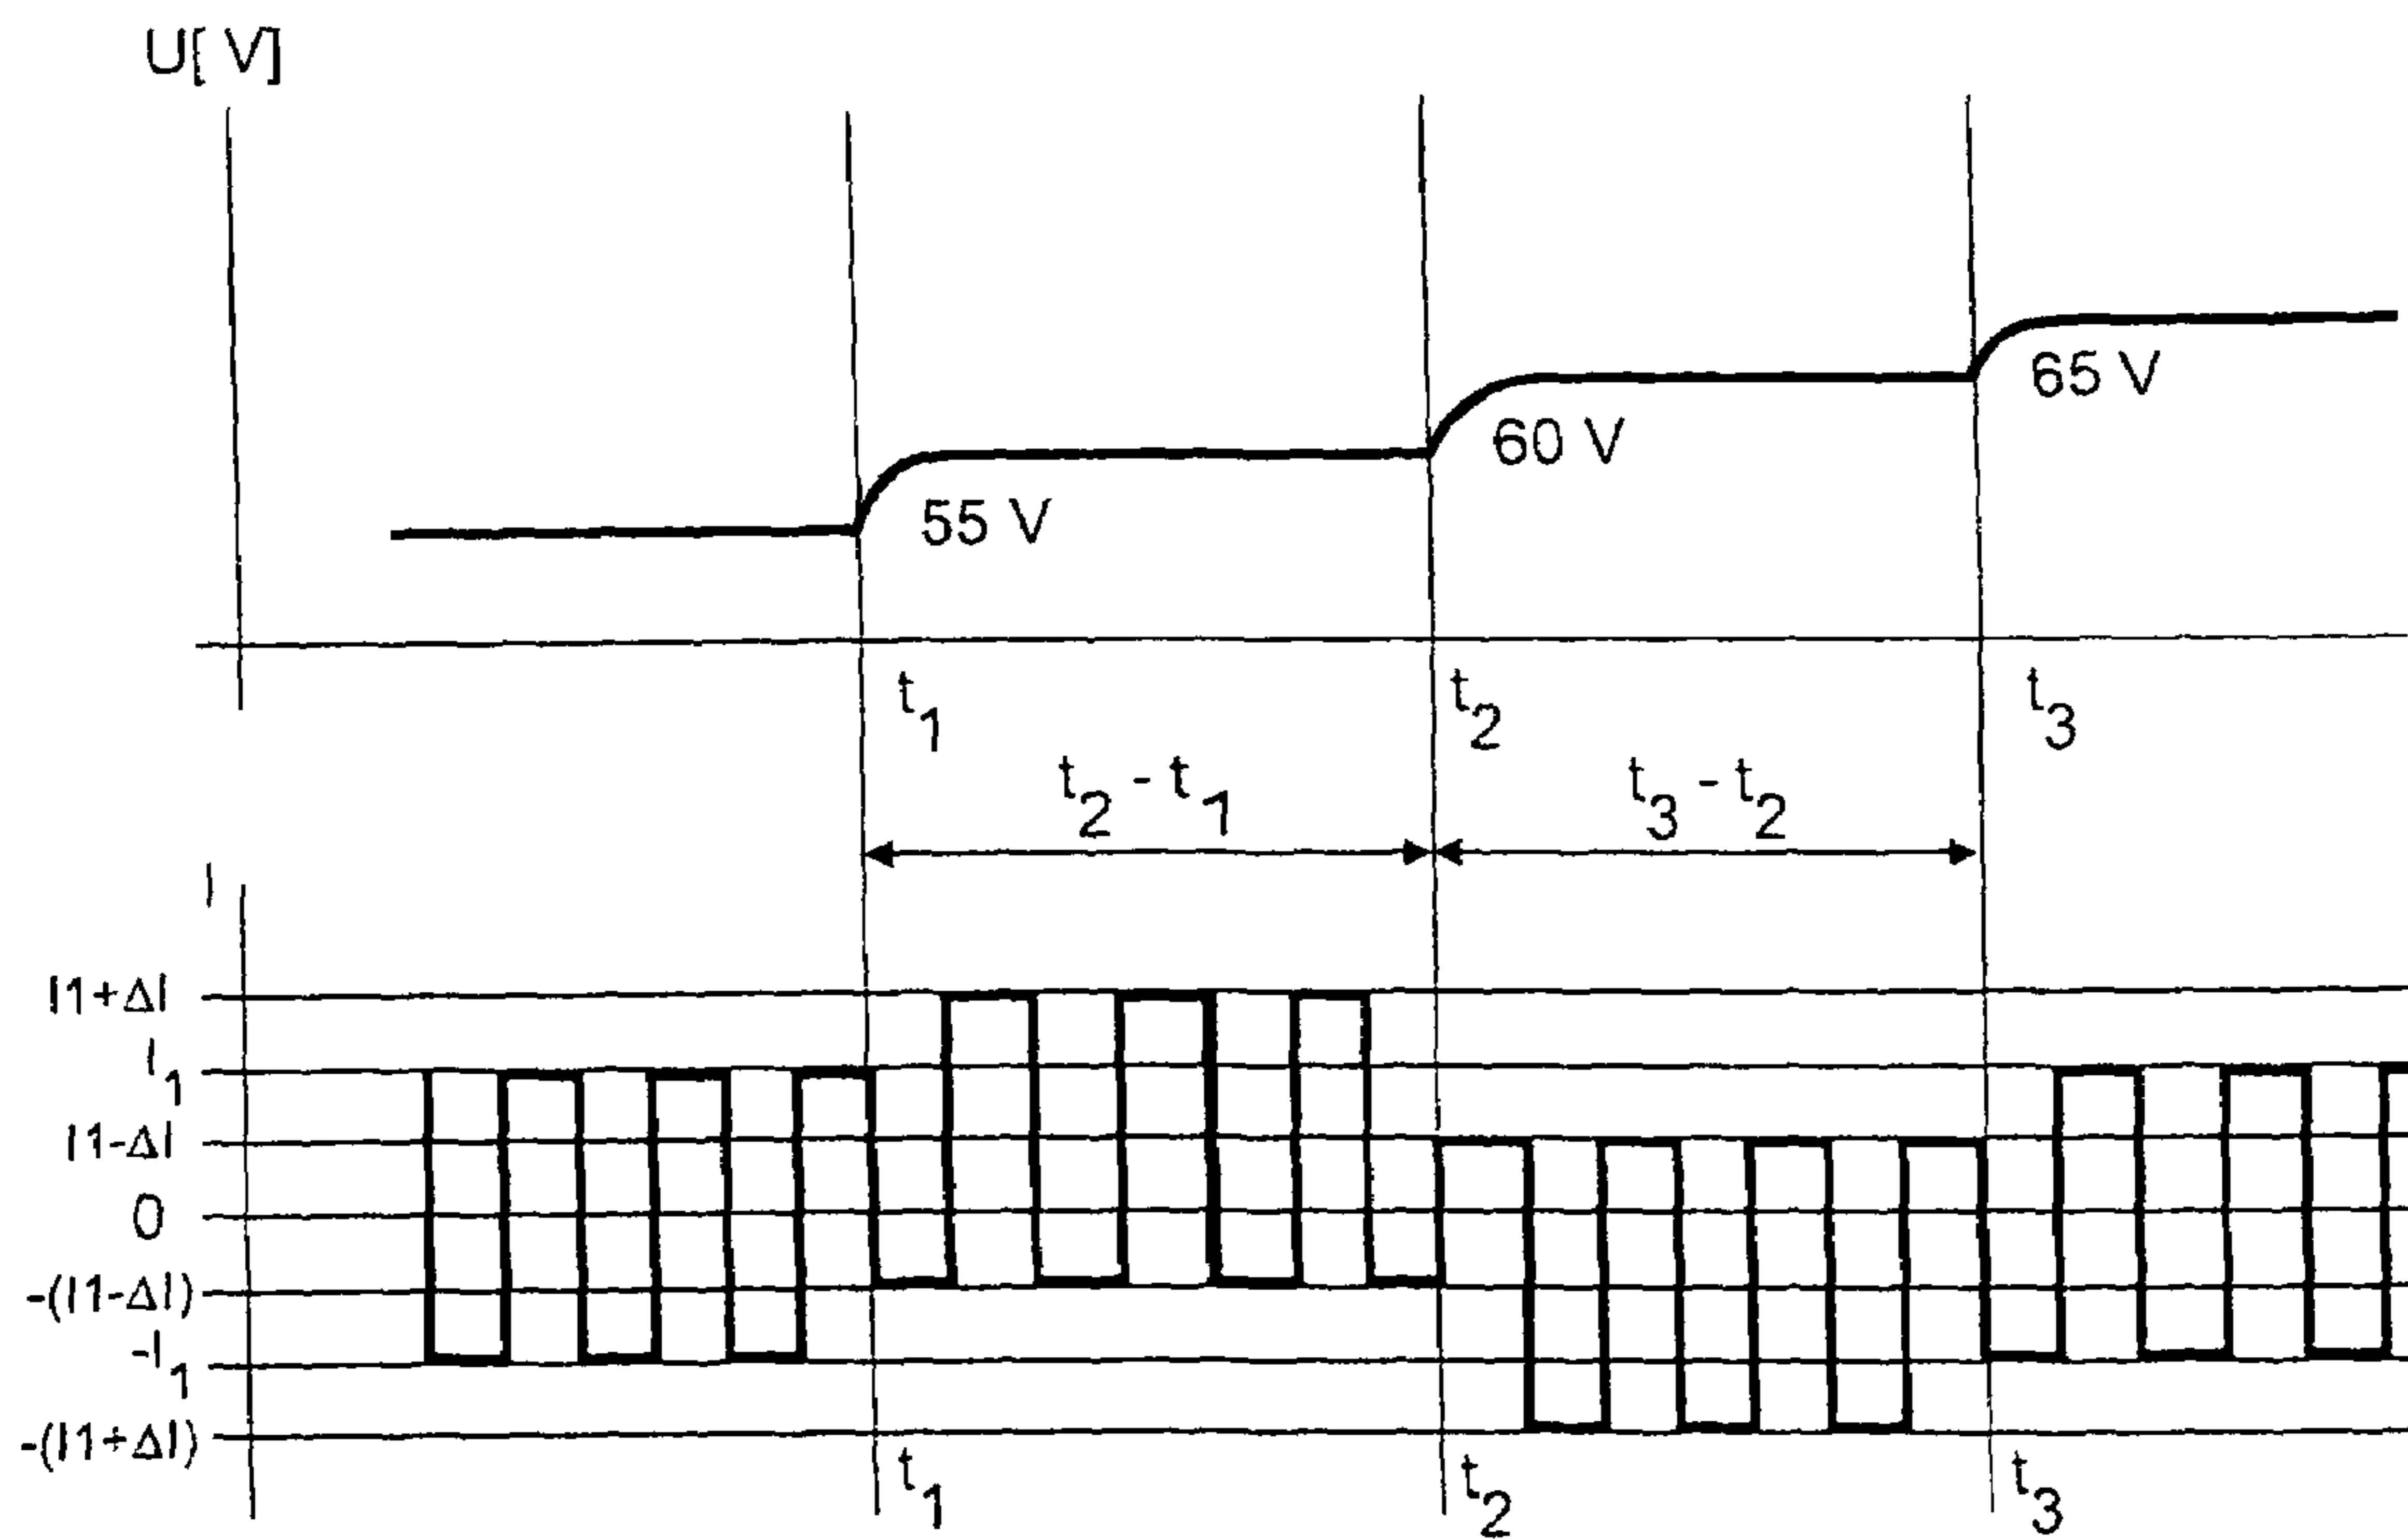 U[ V]
65 V
60 V
55 V
t1
t2
t3
t2 - t1
t3 - t2
I
I1+ΔI
I1
I1-ΔI
0
-(I1-ΔI)
-I1
-(I1+ΔI)
t1
t2
t3